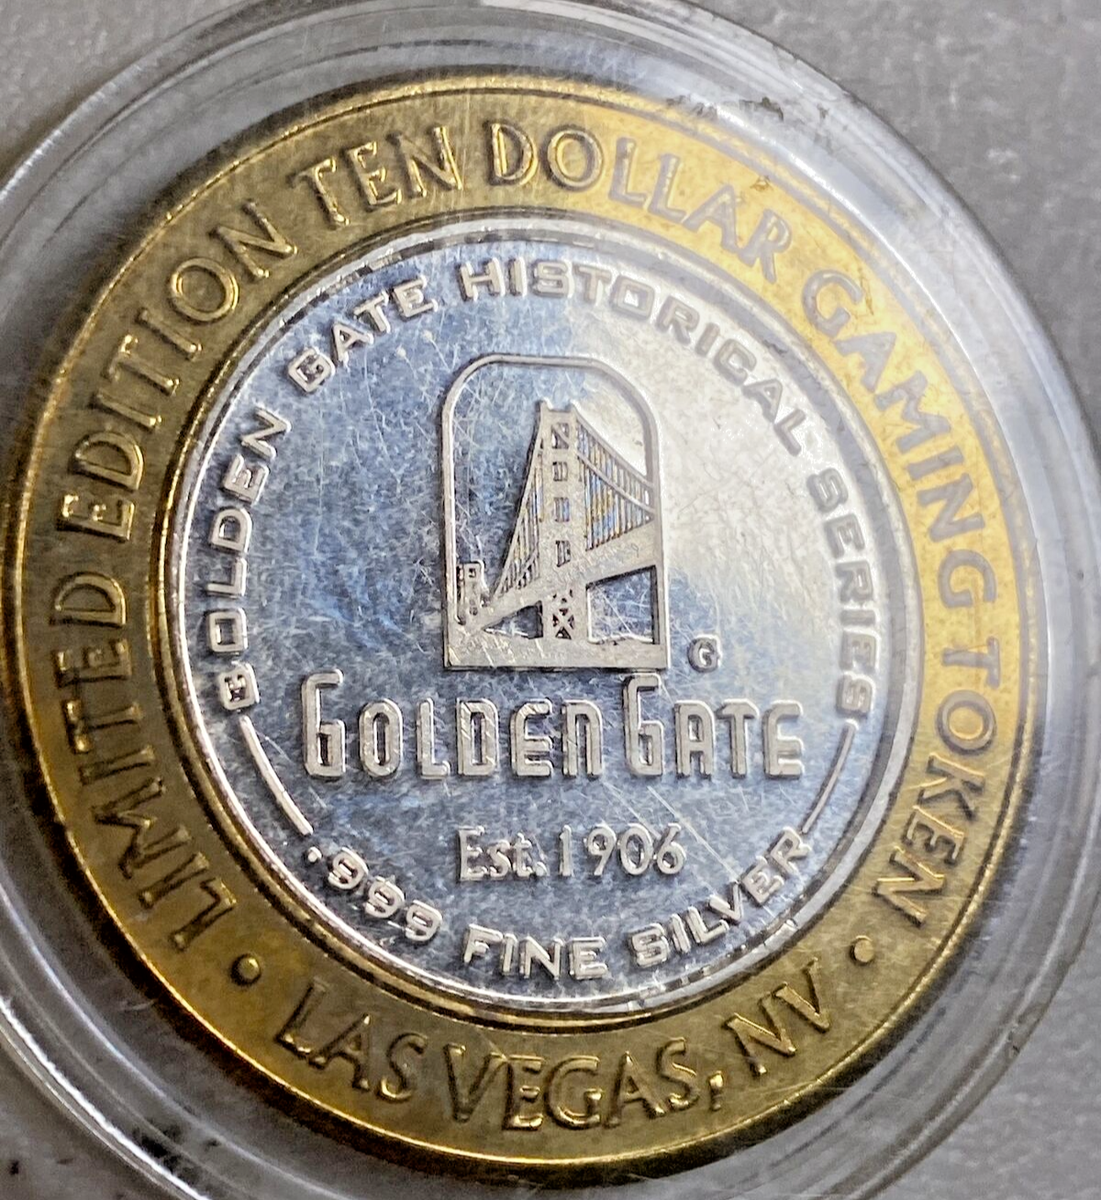 LIMITED EDITION TEN DOLLAR GAMING TOKEN
• LAS VEGAS, NV •
GOLDEN GATE HISTORICAL SERIES
G
GOLDEN GATE
Est. 1906
.999 FINE SILVER